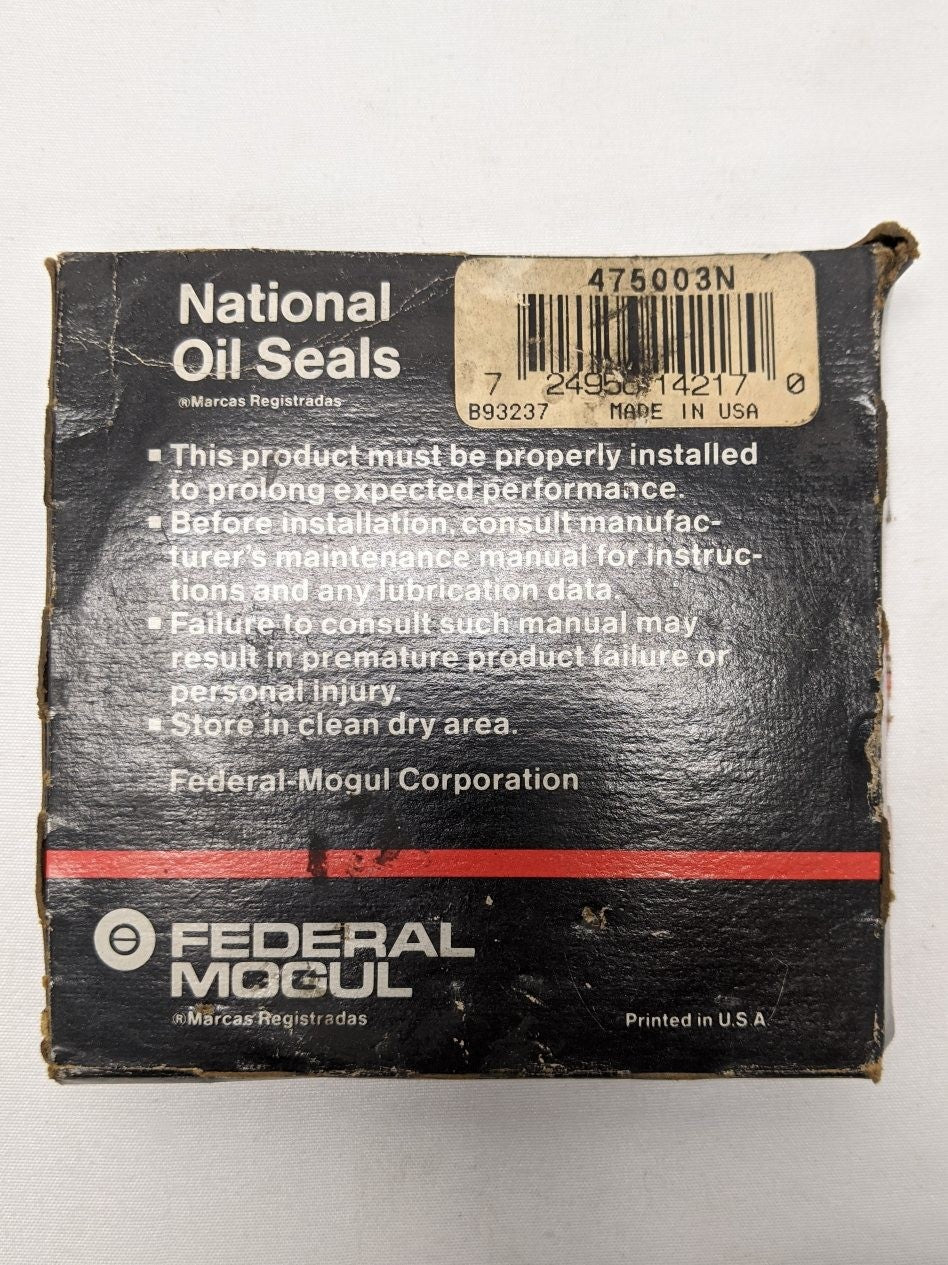 National
Oil Seals
®Marcas Registradas
475003N
7 24956 14217 0
B93237 MADE IN USA
▪ This product must be properly installed
to prolong expected performance.
▪ Before installation, consult manufac-
turer's maintenance manual for instruc-
tions and any lubrication data.
▪ Failure to consult such manual may
result in premature product failure or
personal injury.
▪ Store in clean dry area.
Federal-Mogul Corporation
FEDERAL
MOGUL
®Marcas Registradas
Printed in U.S.A.